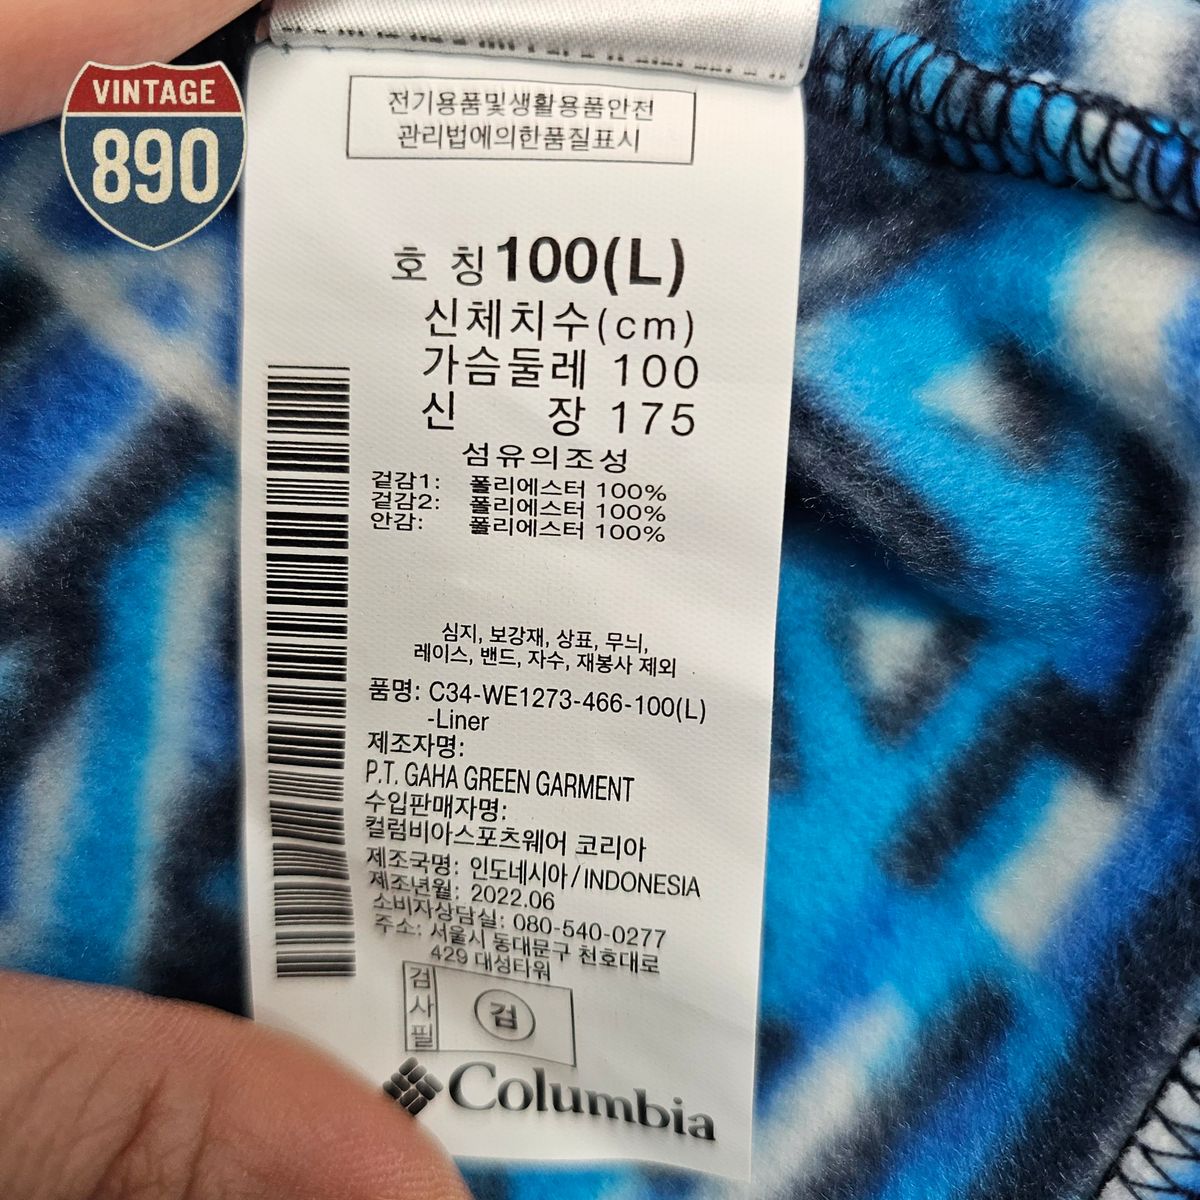 VINTAGE
890
전기용품및생활용품안전
관리법에의한품질표시
호 칭 100(L)
신체치수(cm)
가슴둘레 100
신 장 175
섬유의조성
겉감1: 폴리에스터 100%
겉감2: 폴리에스터 100%
안감: 폴리에스터 100%
심지, 보강재, 상표, 무늬,
레이스, 밴드, 자수, 재봉사 제외
품명: C34-WE1273-466-100(L)
-Liner
제조자명:
P.T. GAHA GREEN GARMENT
수입판매자명:
컬럼비아스포츠웨어 코리아
제조국명: 인도네시아/INDONESIA
제조년월: 2022.06
소비자상담실: 080-540-0277
주소: 서울시 동대문구 천호대로
429 대성타워
검사필
검
Columbia